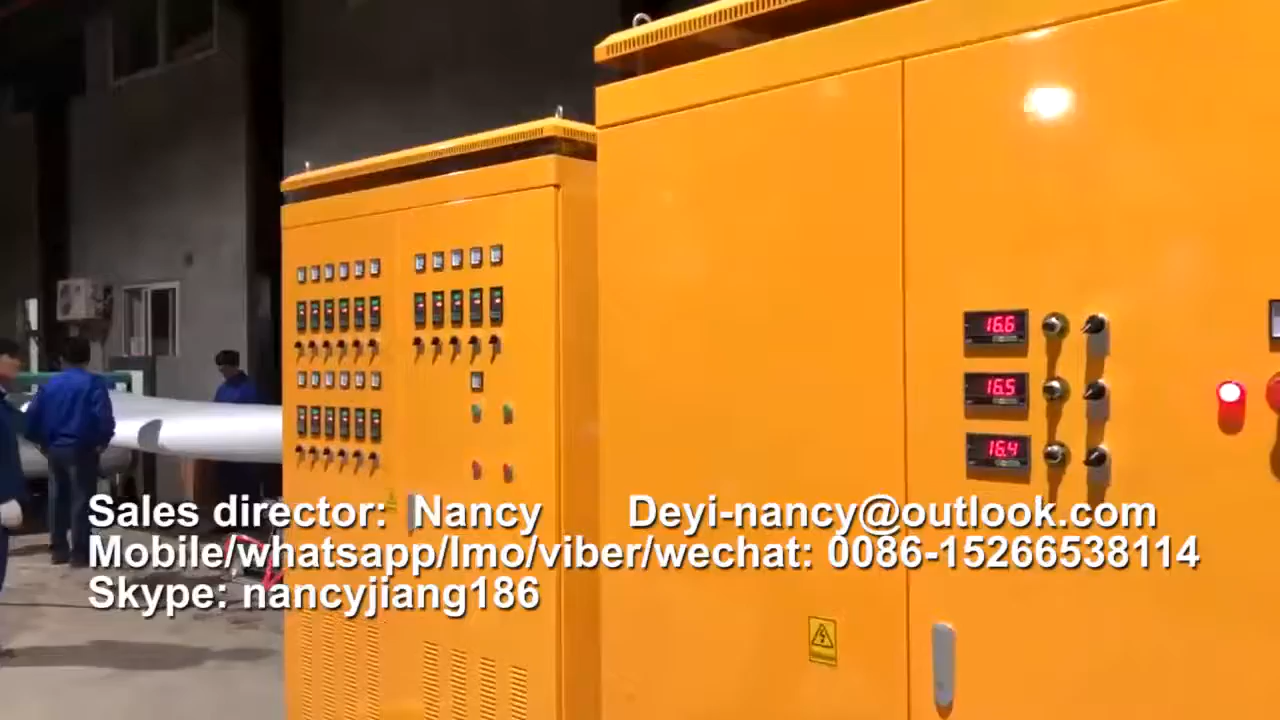 16.6
16.5
16.4
Sales director: Nancy Deyi-nancy@outlook.com
Mobile/whatsapp/Imo/viber/wechat: 0086-15266538114
Skype: nancyjiang186